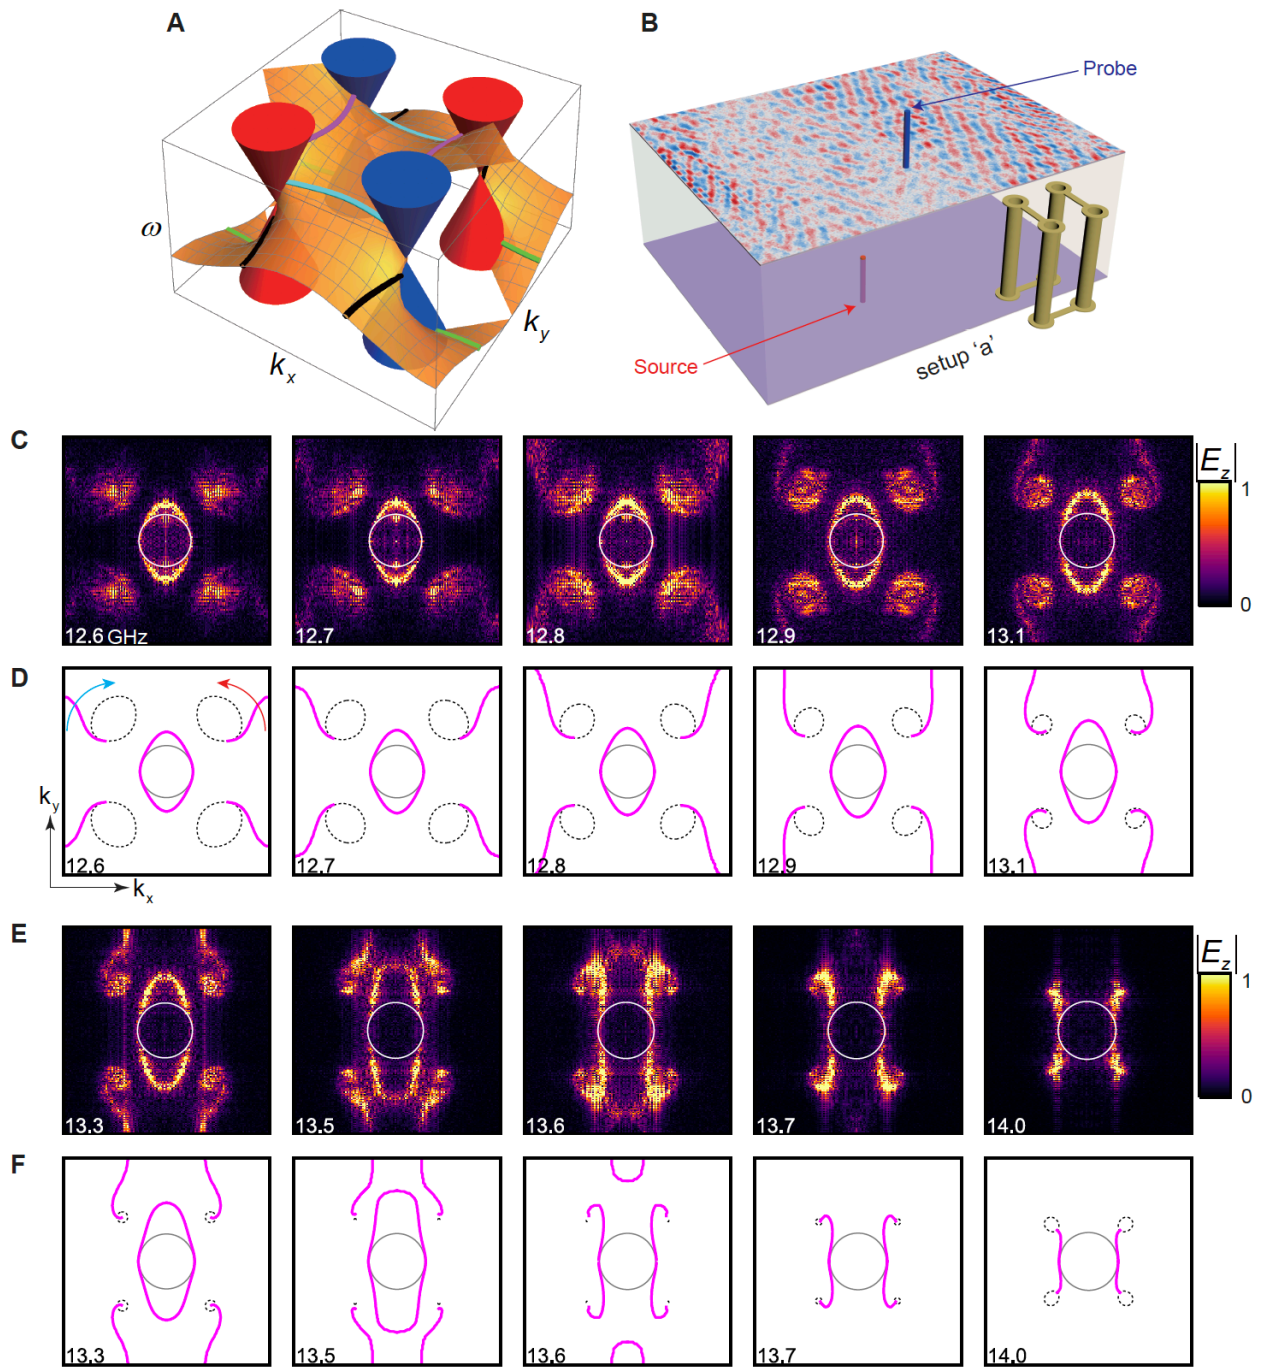 A
B
ω
k_x
k_y
Probe
Source
setup ‘a’
C
12.6 GHz
12.7
12.8
12.9
13.1
|E_z|
1
0
D
k_y
k_x
12.6
12.7
12.8
12.9
13.1
E
13.3
13.5
13.6
13.7
14.0
|E_z|
1
0
F
13.3
13.5
13.6
13.7
14.0